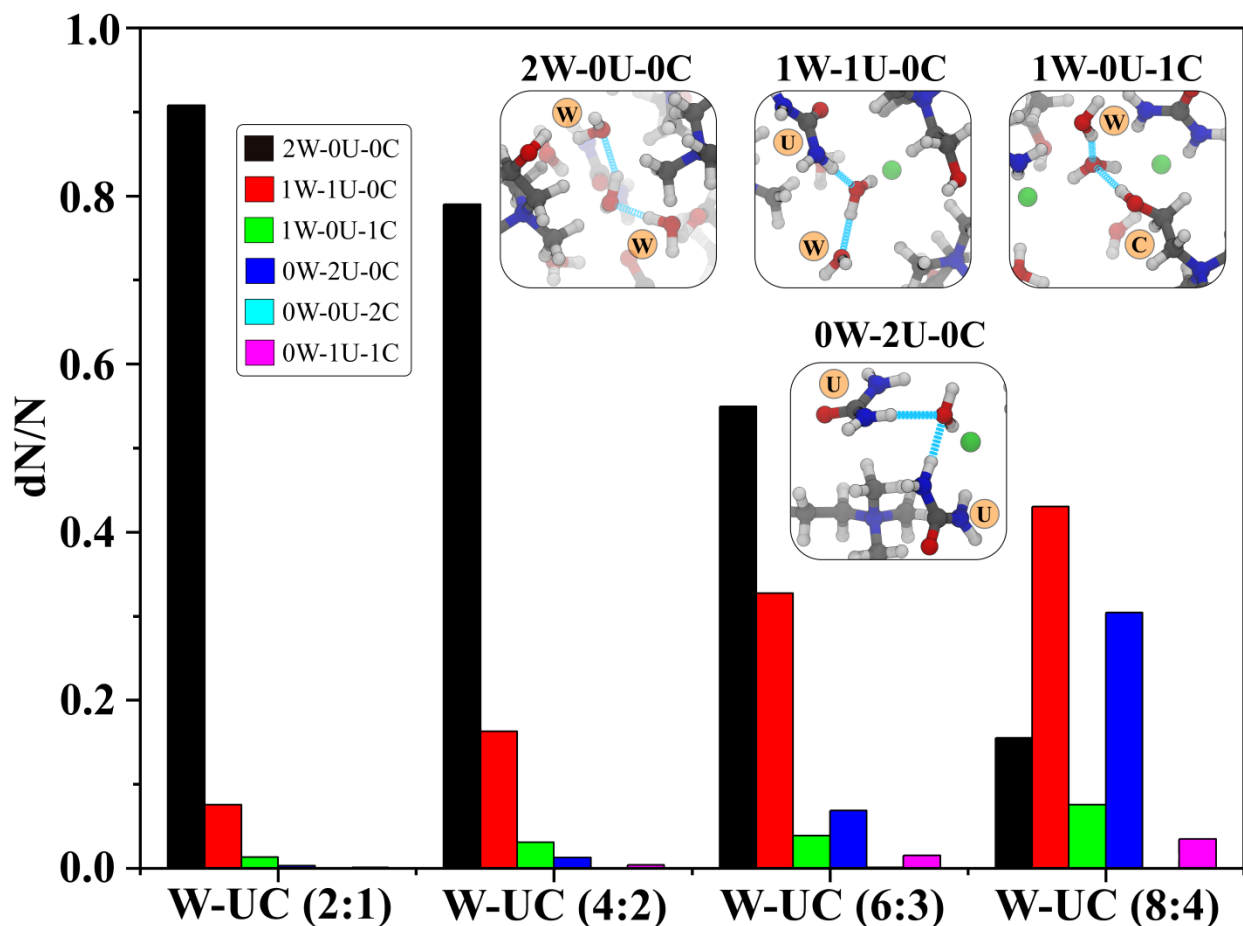 1.0
0.8
0.6
0.4
0.2
0.0
dN/N
2W-0U-0C
1W-1U-0C
1W-0U-1C
0W-2U-0C
0W-0U-2C
0W-1U-1C
2W-0U-0C
W
W
1W-1U-0C
U
W
1W-0U-1C
W
C
0W-2U-0C
U
U
W-UC (2:1)
W-UC (4:2)
W-UC (6:3)
W-UC (8:4)